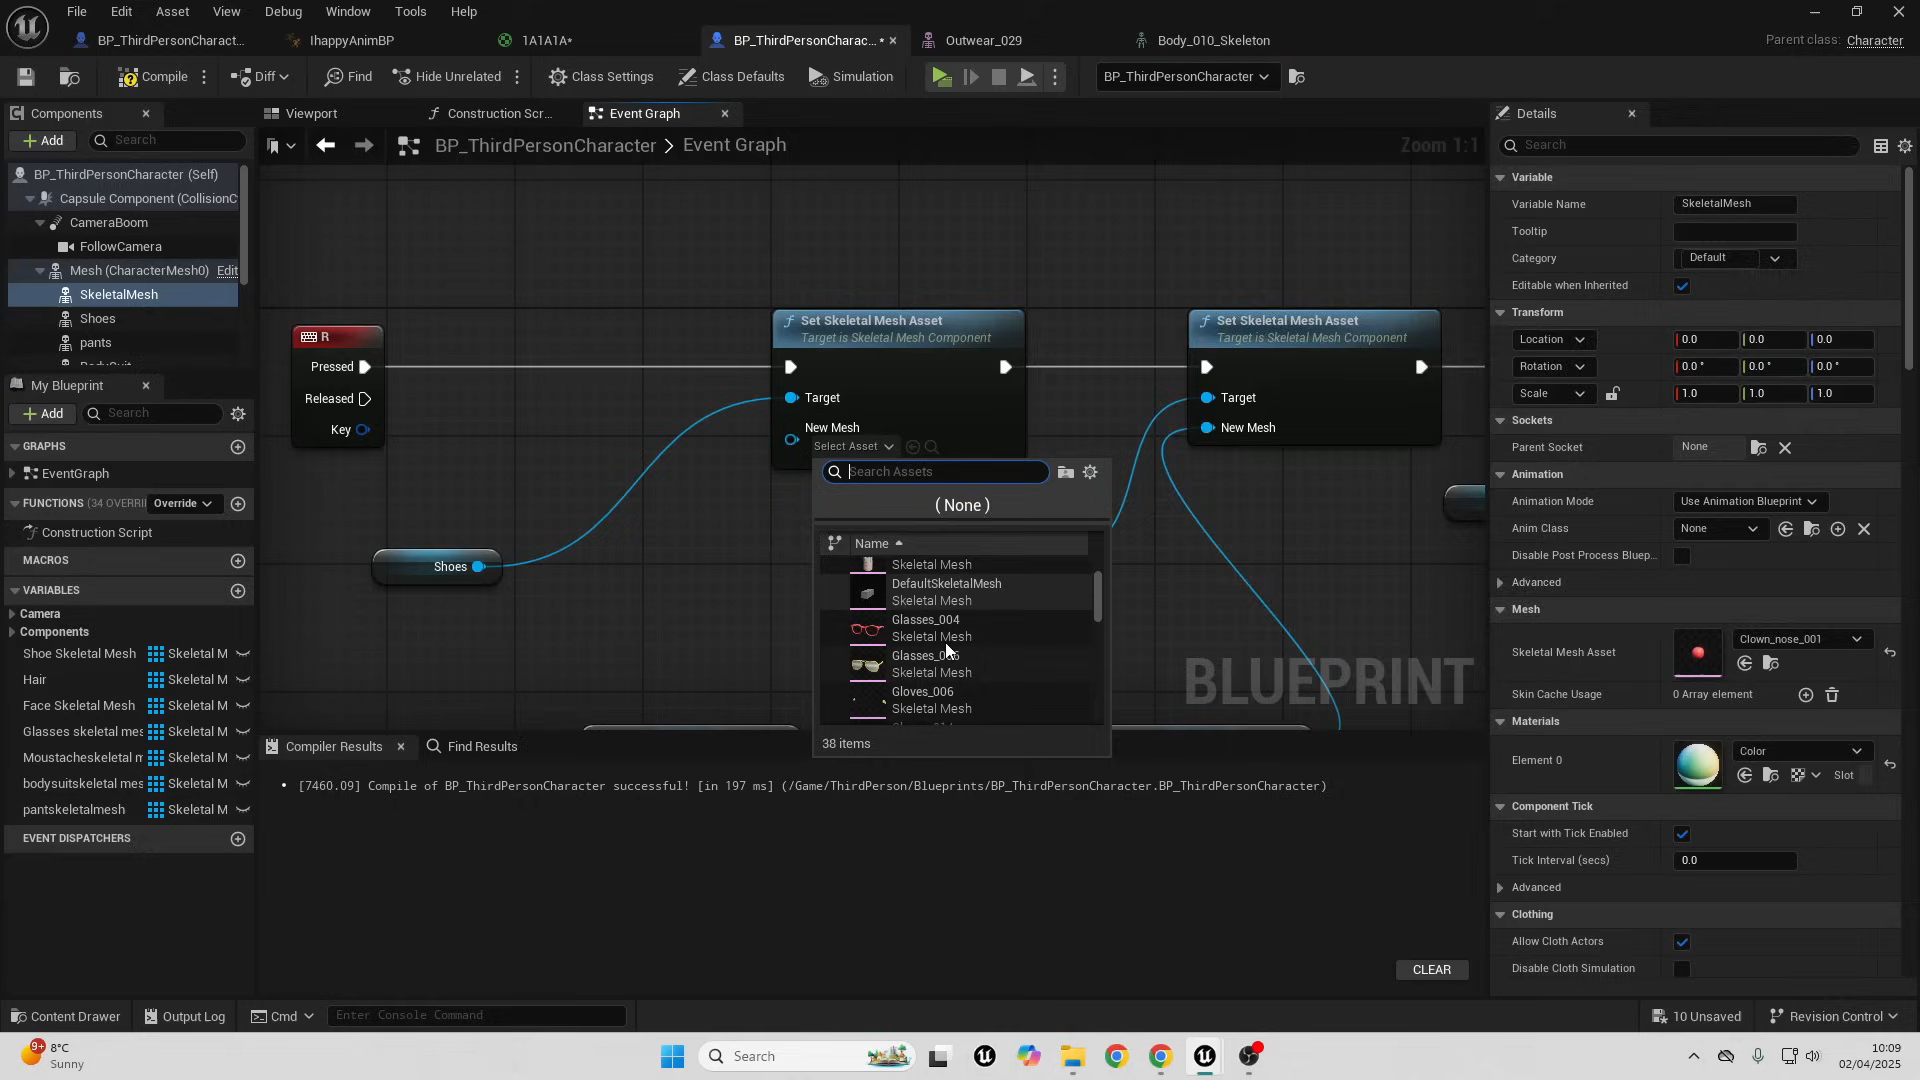 File Edit Asset View Debug Window Tools Help
BP_ThirdPersonCharact...
IhappyAnimBP
1A1A1A*
BP_ThirdPersonCharac...*
Outwear_029
Body_010_Skeleton
Parent class: Character
Compile
Diff
Find
Hide Unrelated
Class Settings
Class Defaults
Simulation
BP_ThirdPersonCharacter
Components
Add
Search
BP_ThirdPersonCharacter (Self)
Capsule Component (CollisionC
CameraBoom
FollowCamera
Mesh (CharacterMesh0) Edit
SkeletalMesh
Shoes
pants
My Blueprint
Add
Search
GRAPHS
EventGraph
FUNCTIONS (34 OVERRI Override
Construction Script
MACROS
VARIABLES
Camera
Components
Shoe Skeletal Mesh Skeletal M
Hair Skeletal M
Face Skeletal Mesh Skeletal M
Glasses skeletal mes Skeletal M
Moustacheskeletal m Skeletal M
bodysuitskeletal mes Skeletal M
pantskeletalmesh Skeletal M
EVENT DISPATCHERS
Viewport
Construction Scr...
Event Graph
BP_ThirdPersonCharacter > Event Graph
Zoom 1:1
R
Pressed
Released
Key
Shoes
Set Skeletal Mesh Asset
Target is Skeletal Mesh Component
Target
New Mesh
Select Asset
Search Assets
( None )
Name
Skeletal Mesh
DefaultSkeletalMesh
Skeletal Mesh
Glasses_004
Skeletal Mesh
Skeletal Mesh
Gloves_006
Skeletal Mesh
38 items
Set Skeletal Mesh Asset
Target is Skeletal Mesh Component
Target
New Mesh
BLUEPRINT
Compiler Results
Find Results
[7460.09] Compile of BP_ThirdPersonCharacter successful! [in 197 ms] (/Game/ThirdPerson/Blueprints/BP_ThirdPersonCharacter.BP_ThirdPersonCharacter)
CLEAR
Details
Search
Variable
Variable Name SkeletalMesh
Tooltip
Category Default
Editable when Inherited
Transform
Location 0.0 0.0 0.0
Rotation 0.0 ° 0.0 ° 0.0 °
Scale 1.0 1.0 1.0
Sockets
Parent Socket None
Animation
Animation Mode Use Animation Blueprint
Anim Class None
Disable Post Process Bluep...
Advanced
Mesh
Skeletal Mesh Asset Clown_nose_001
Skin Cache Usage 0 Array element
Materials
Element 0 Color
Slot
Component Tick
Start with Tick Enabled
Tick Interval (secs) 0.0
Advanced
Clothing
Allow Cloth Actors
Disable Cloth Simulation
Content Drawer
Output Log
Cmd
Enter Console Command
10 Unsaved
Revision Control
9+
8°C
Sunny
Search
10:09
02/04/2025